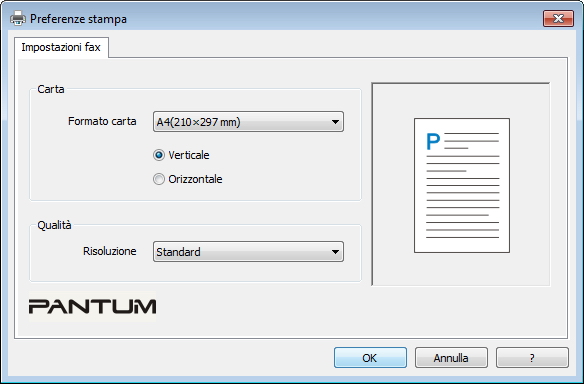 Preferenze stampa
Impostazioni fax
Carta
Formato carta
A4(210×297 mm)
Verticale
Orizzontale
P
Qualità
Risoluzione
Standard
PANTUM
OK
Annulla
?